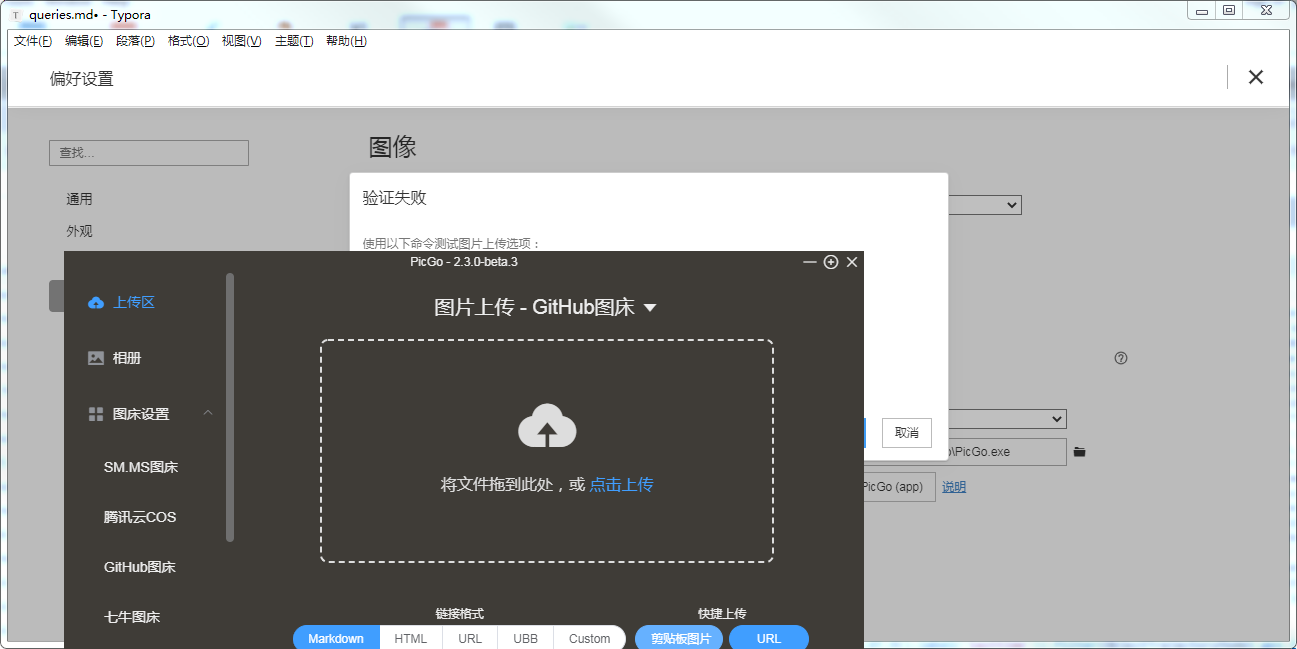 queries.md• - Typora
文件(F) 编辑(E) 段落(P) 格式(O) 视图(V) 主题(T) 帮助(H)
偏好设置
查找...
图像
通用
外观
验证失败
使用以下命令测试图片上传选项：
取消
\PicGo.exe
PicGo (app)
说明
PicGo - 2.3.0-beta.3
上传区
相册
图床设置
SM.MS图床
腾讯云COS
GitHub图床
七牛图床
图片上传 - GitHub图床
将文件拖到此处，或 点击上传
链接格式
快捷上传
Markdown HTML URL UBB Custom
剪贴板图片 URL